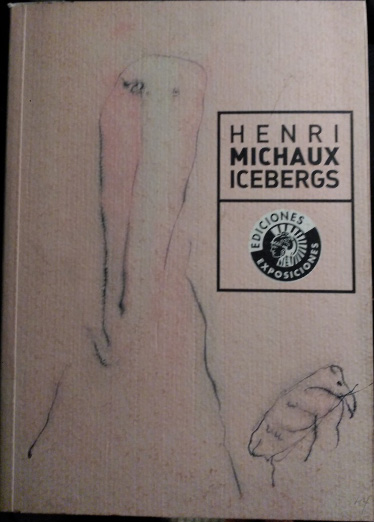 HENRI
MICHAUX
ICEBERGS
EDICIONES
EXPOSICIONES